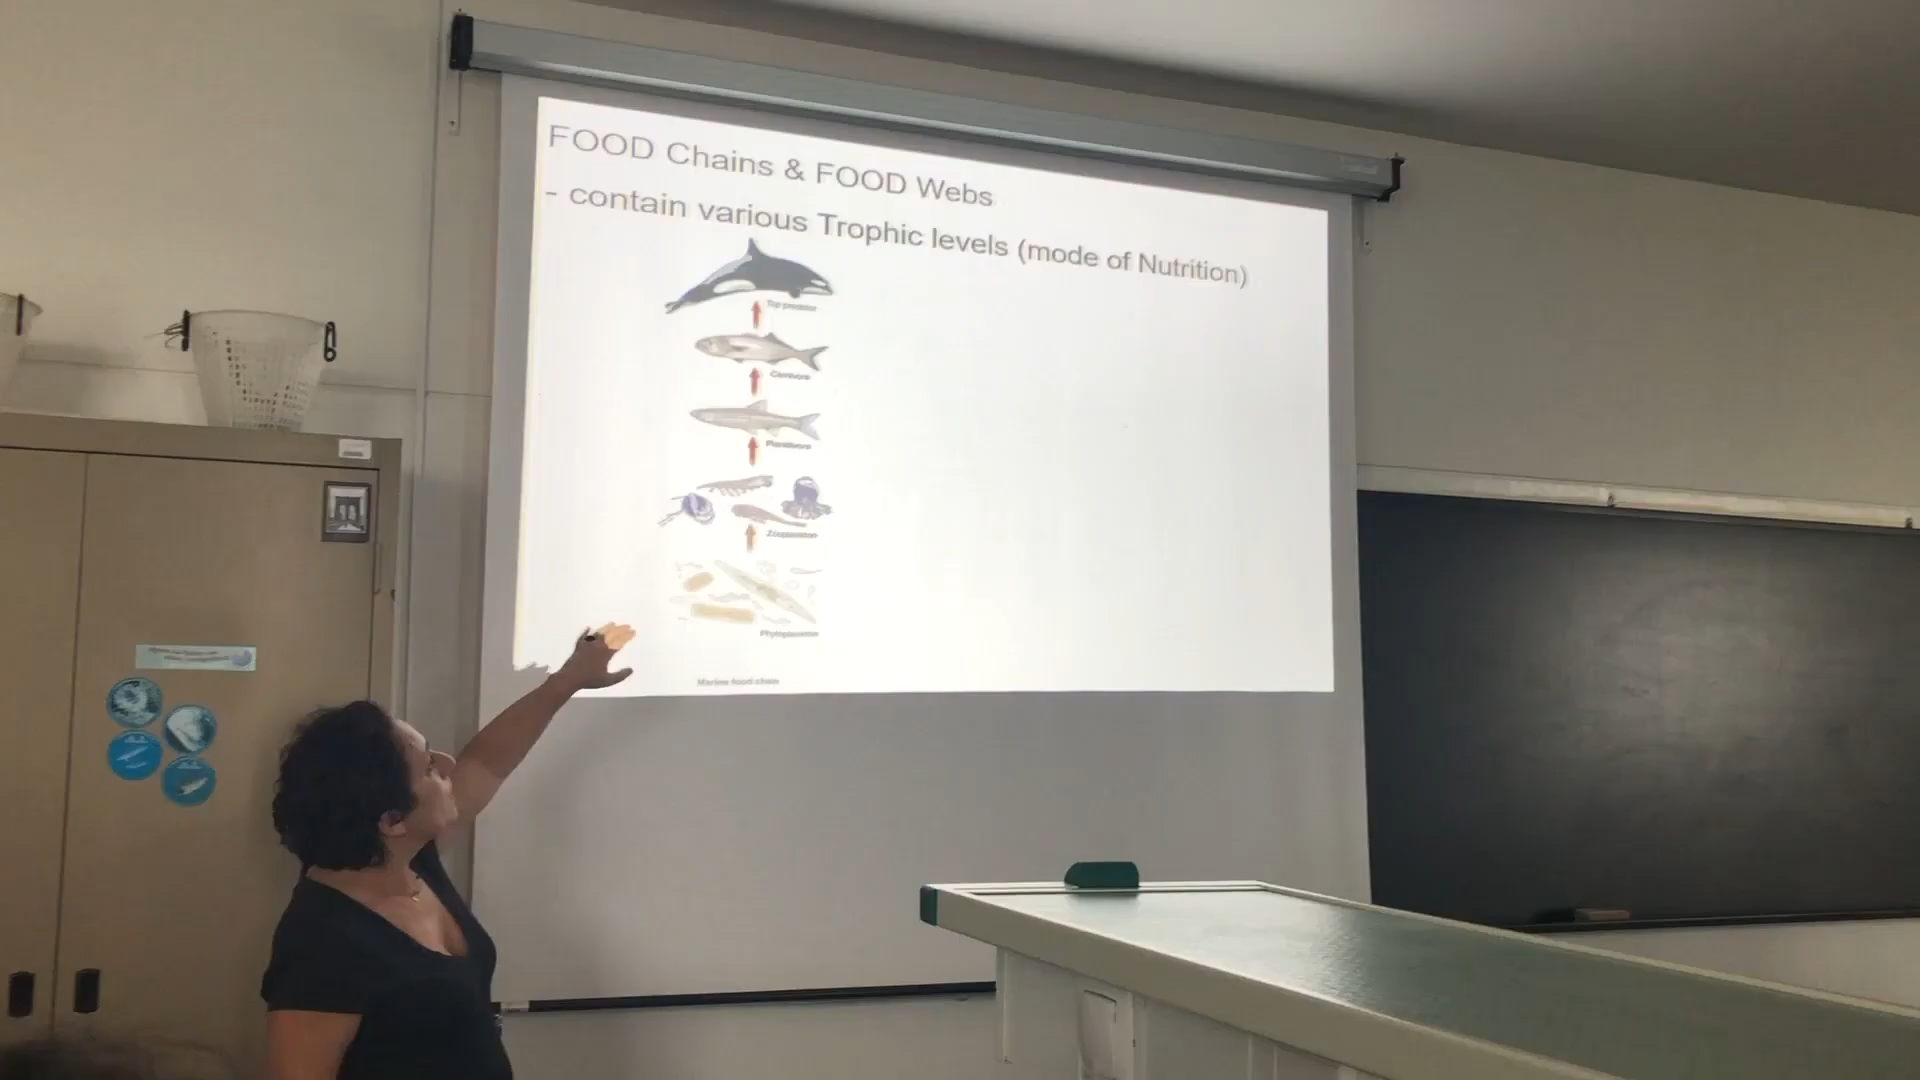 FOOD Chains & FOOD Webs
- contain various Trophic levels (mode of Nutrition)
Top predator
Carnivore
Planktivore
Zooplankton
Phytoplankton
Marine food chain